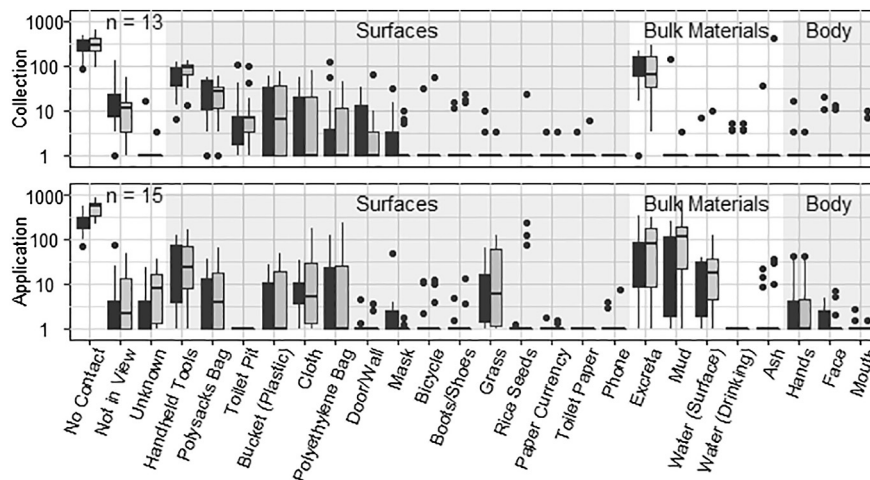 n = 13
Surfaces
Bulk Materials
Body
Collection
1000
100
10
1
n = 15
Surfaces
Bulk Materials
Body
Application
1000
100
10
1
No Contact
Not in View
Unknown
Handheld Tools
Polysacks Bag
Toilet Pit
Bucket (Plastic)
Cloth
Polyethylene Bag
Door/Wall
Mask
Bicycle
Boots/Shoes
Grass
Rice Seeds
Paper Currency
Toilet Paper
Phone
Excreta
Mud
Water (Surface)
Water (Drinking)
Ash
Hands
Face
Mouth